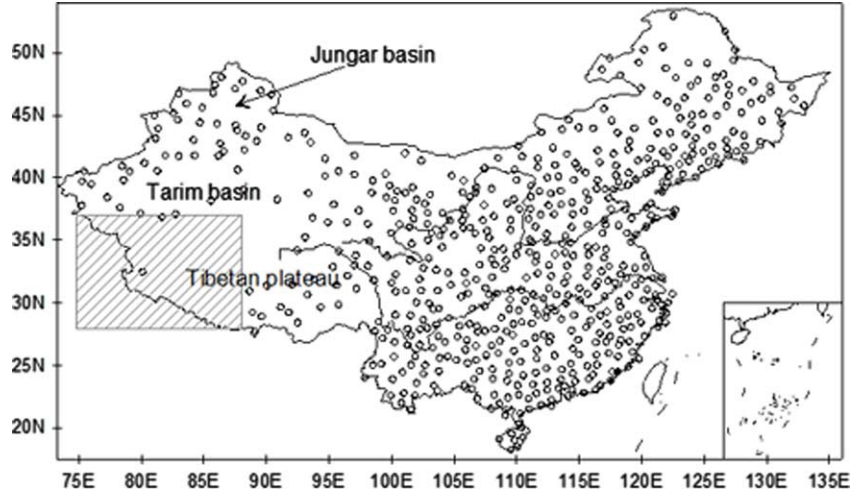 50N
Jungar basin
45N
40N
Tarim basin
35N
Tibetan plateau
30N
25N
20N
75E 80E 85E 90E 95E 100E 105E 110E 115E 120E 125E 130E 135E